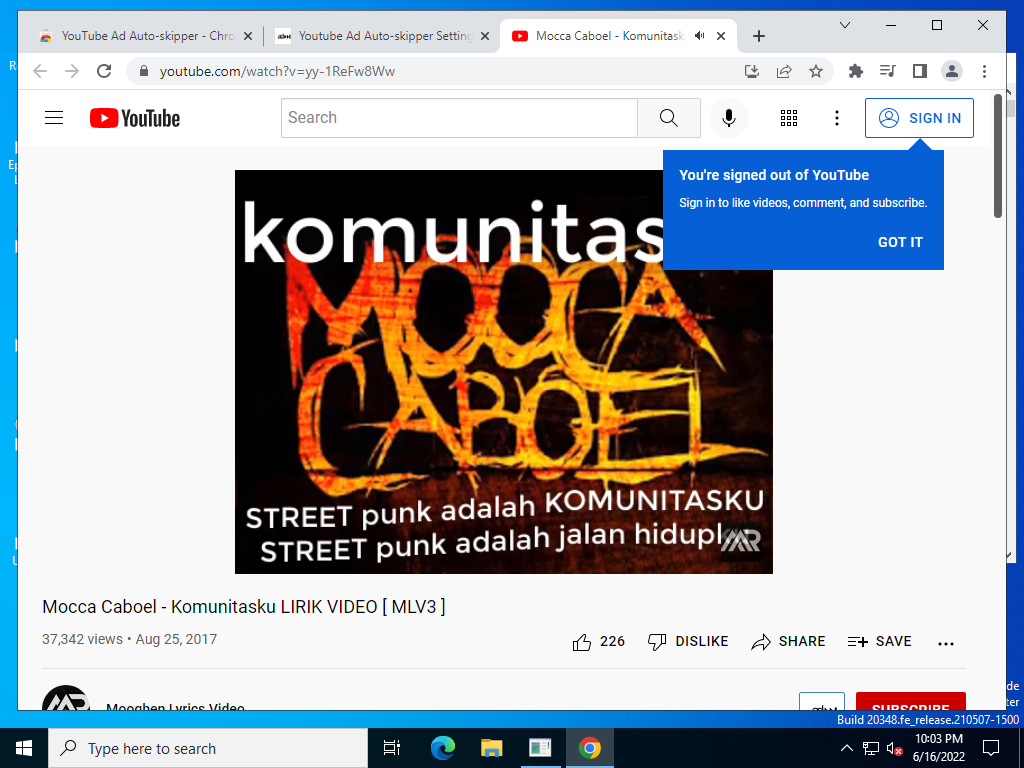 YouTube Ad Auto-skipper - Chro
Youtube Ad Auto-skipper Setting
Mocca Caboel - Komunitask
youtube.com/watch?v=yy-1ReFw8Ww
YouTube
Search
SIGN IN
You're signed out of YouTube
Sign in to like videos, comment, and subscribe.
GOT IT
komunitas
MOCCA
CABOEL
STREET punk adalah KOMUNITASKU
STREET punk adalah jalan hidupk
MR
Mocca Caboel - Komunitasku LIRIK VIDEO [ MLV3 ]
37,342 views • Aug 25, 2017
226
DISLIKE
SHARE
SAVE
Mooghen Lyrics Video
SUBSCRIBE
Build 20348.fe_release.210507-1500
Type here to search
10:03 PM
6/16/2022